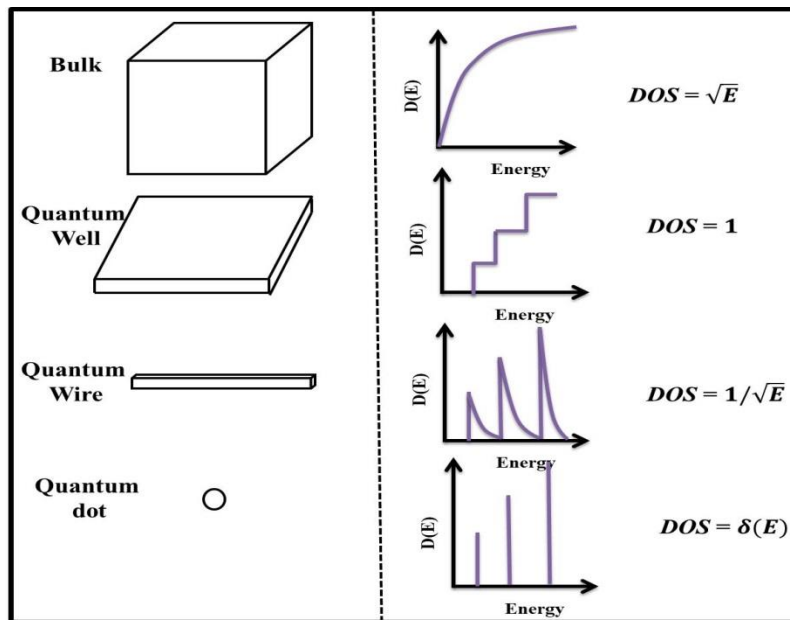 Bulk
D(E)
Energy
DOS = √E
Quantum
Well
D(E)
Energy
DOS = 1
Quantum
Wire
D(E)
Energy
DOS = 1/√E
Quantum
dot
D(E)
Energy
DOS = δ(E)